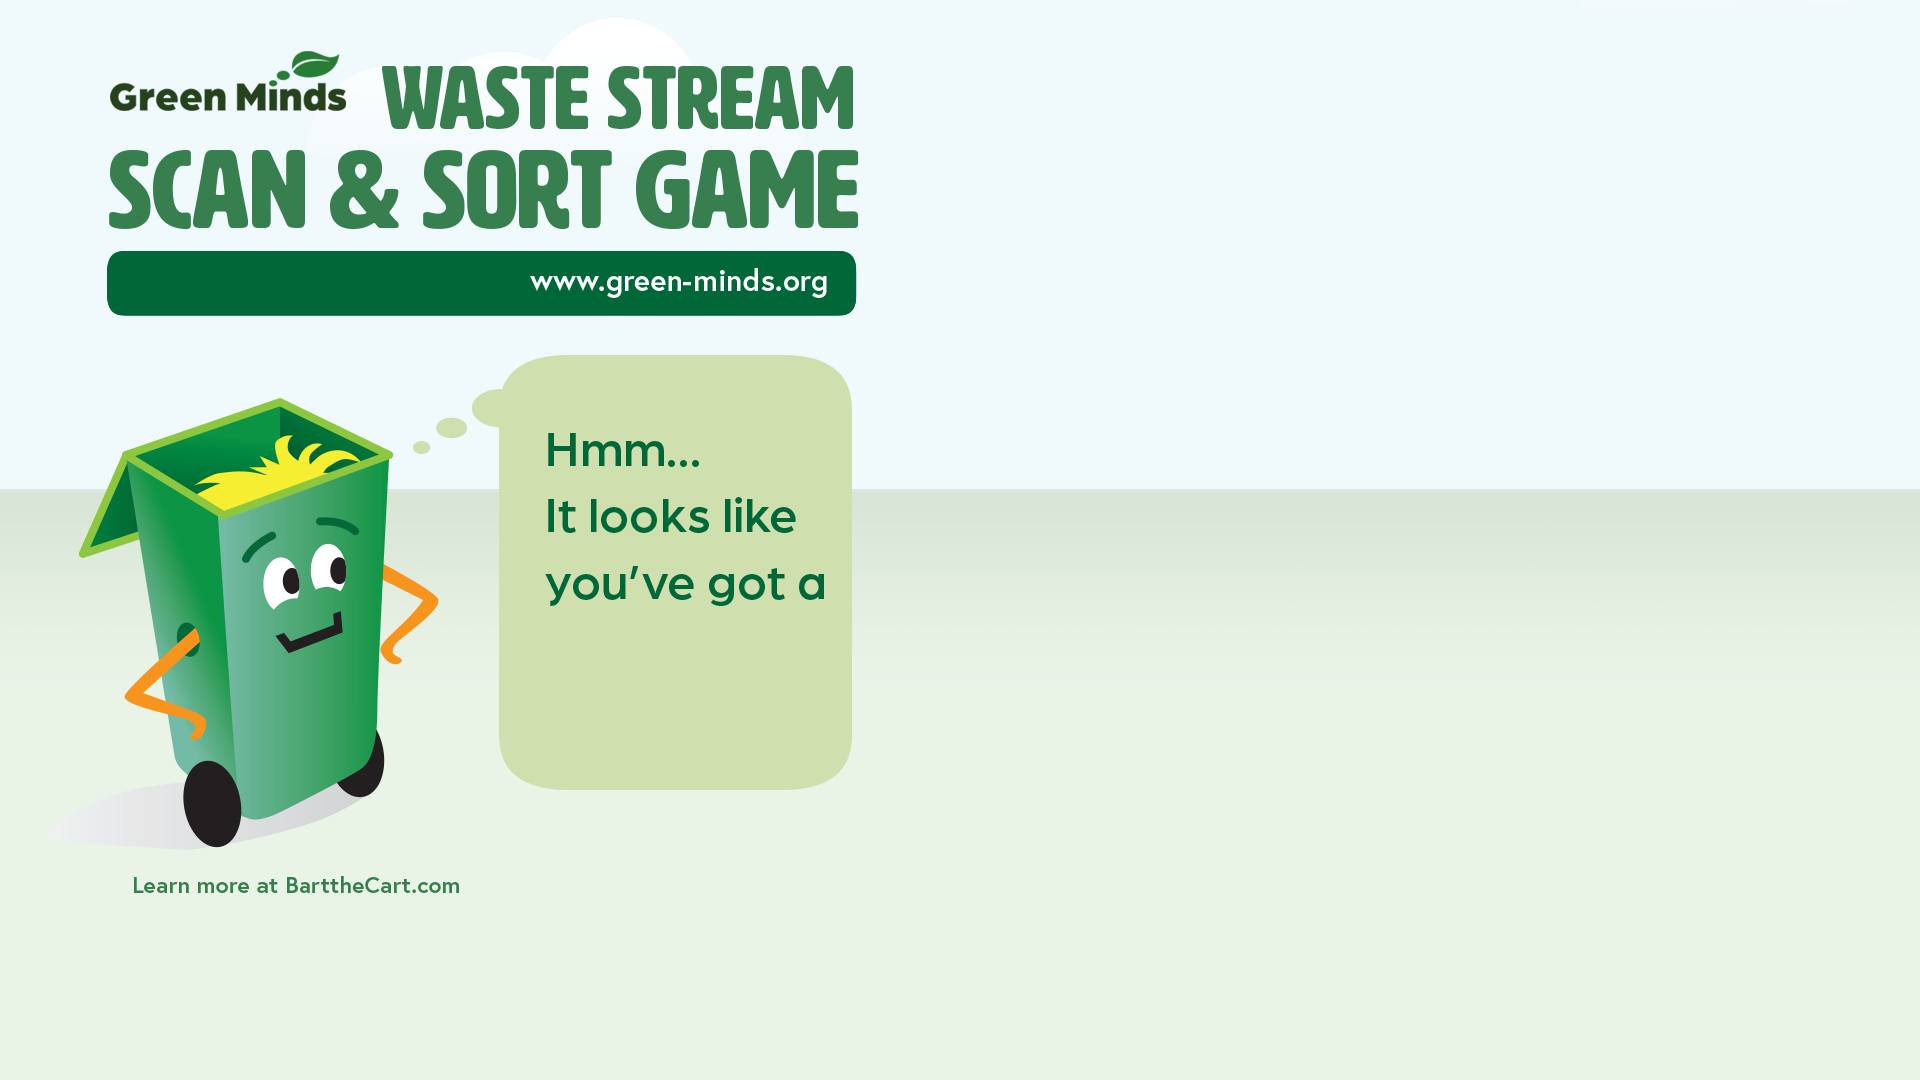 Green Minds WASTE STREAM
SCAN & SORT GAME
www.green-minds.org
Hmm...
It looks like
you've got a
Learn more at BarttheCart.com